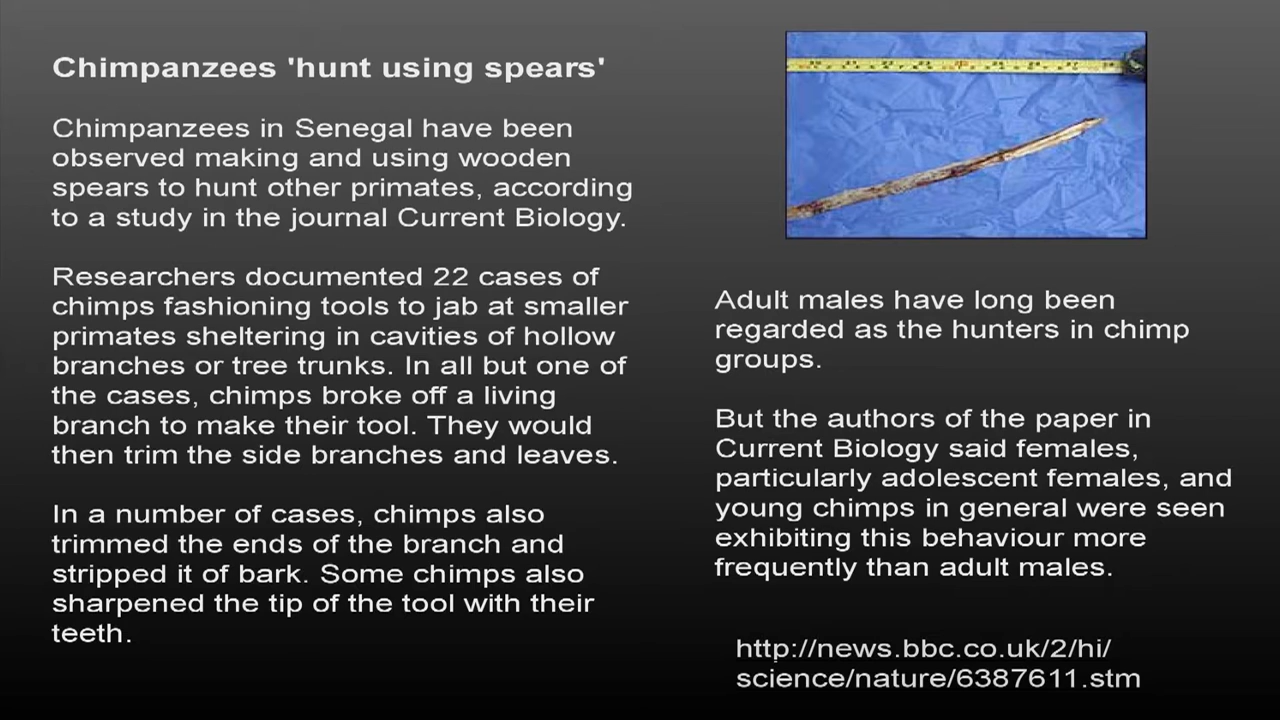 Chimpanzees 'hunt using spears'
Chimpanzees in Senegal have been
observed making and using wooden
spears to hunt other primates, according
to a study in the journal Current Biology.
Researchers documented 22 cases of
chimps fashioning tools to jab at smaller
primates sheltering in cavities of hollow
branches or tree trunks. In all but one of
the cases, chimps broke off a living
branch to make their tool. They would
then trim the side branches and leaves.
In a number of cases, chimps also
trimmed the ends of the branch and
stripped it of bark. Some chimps also
sharpened the tip of the tool with their
teeth.
Adult males have long been
regarded as the hunters in chimp
groups.
But the authors of the paper in
Current Biology said females,
particularly adolescent females, and
young chimps in general were seen
exhibiting this behaviour more
frequently than adult males.
http://news.bbc.co.uk/2/hi/
science/nature/6387611.stm